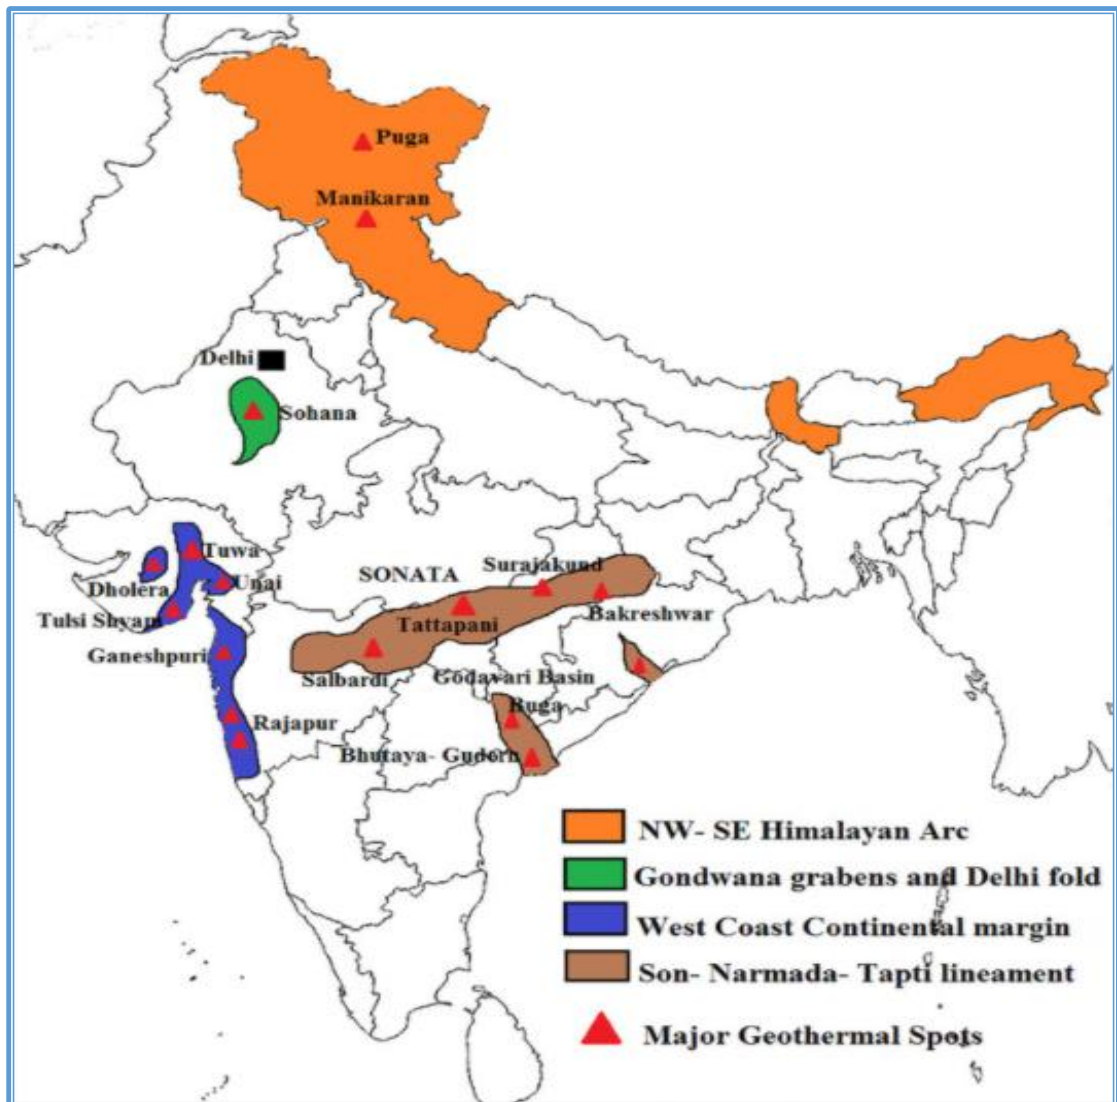 Puga
Manikaran
Delhi
Sohana
Tuwa
Dholera
Unai
Tulsi Shyam
Ganeshpuri
Rajapur
SONATA
Surajakund
Bakreshwar
Tattapani
Salbardi
Godavari Basin
Buga
Bhutaya- Gudorn
NW- SE Himalayan Arc
Gondwana grabens and Delhi fold
West Coast Continental margin
Son- Narmada- Tapti lineament
Major Geothermal Spots